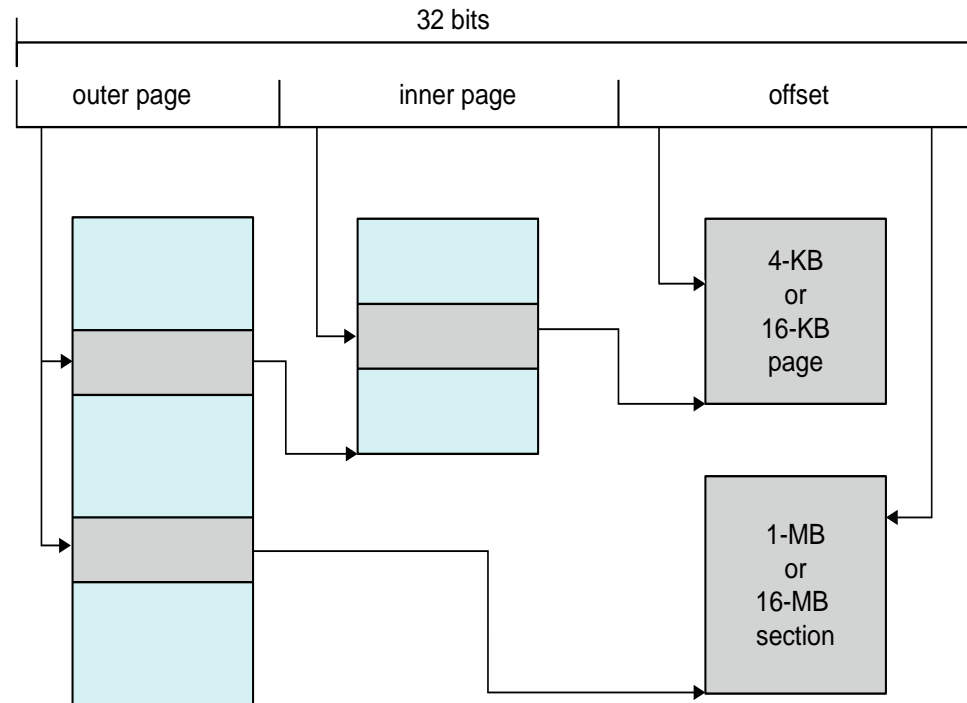 32 bits
outer page
inner page
offset
4-KB
or
16-KB
page
1-MB
or
16-MB
section